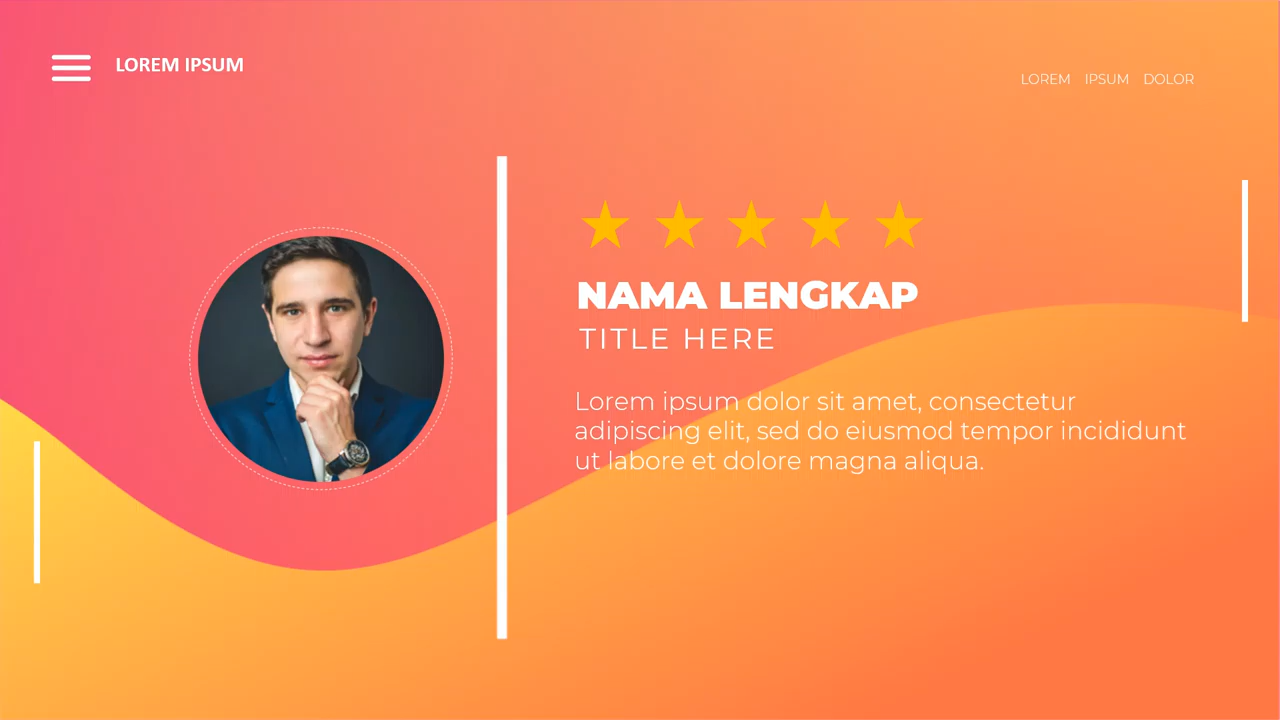 LOREM IPSUM
LOREM IPSUM DOLOR
NAMA LENGKAP
TITLE HERE
Lorem ipsum dolor sit amet, consectetur
adipiscing elit, sed do eiusmod tempor incididunt
ut labore et dolore magna aliqua.